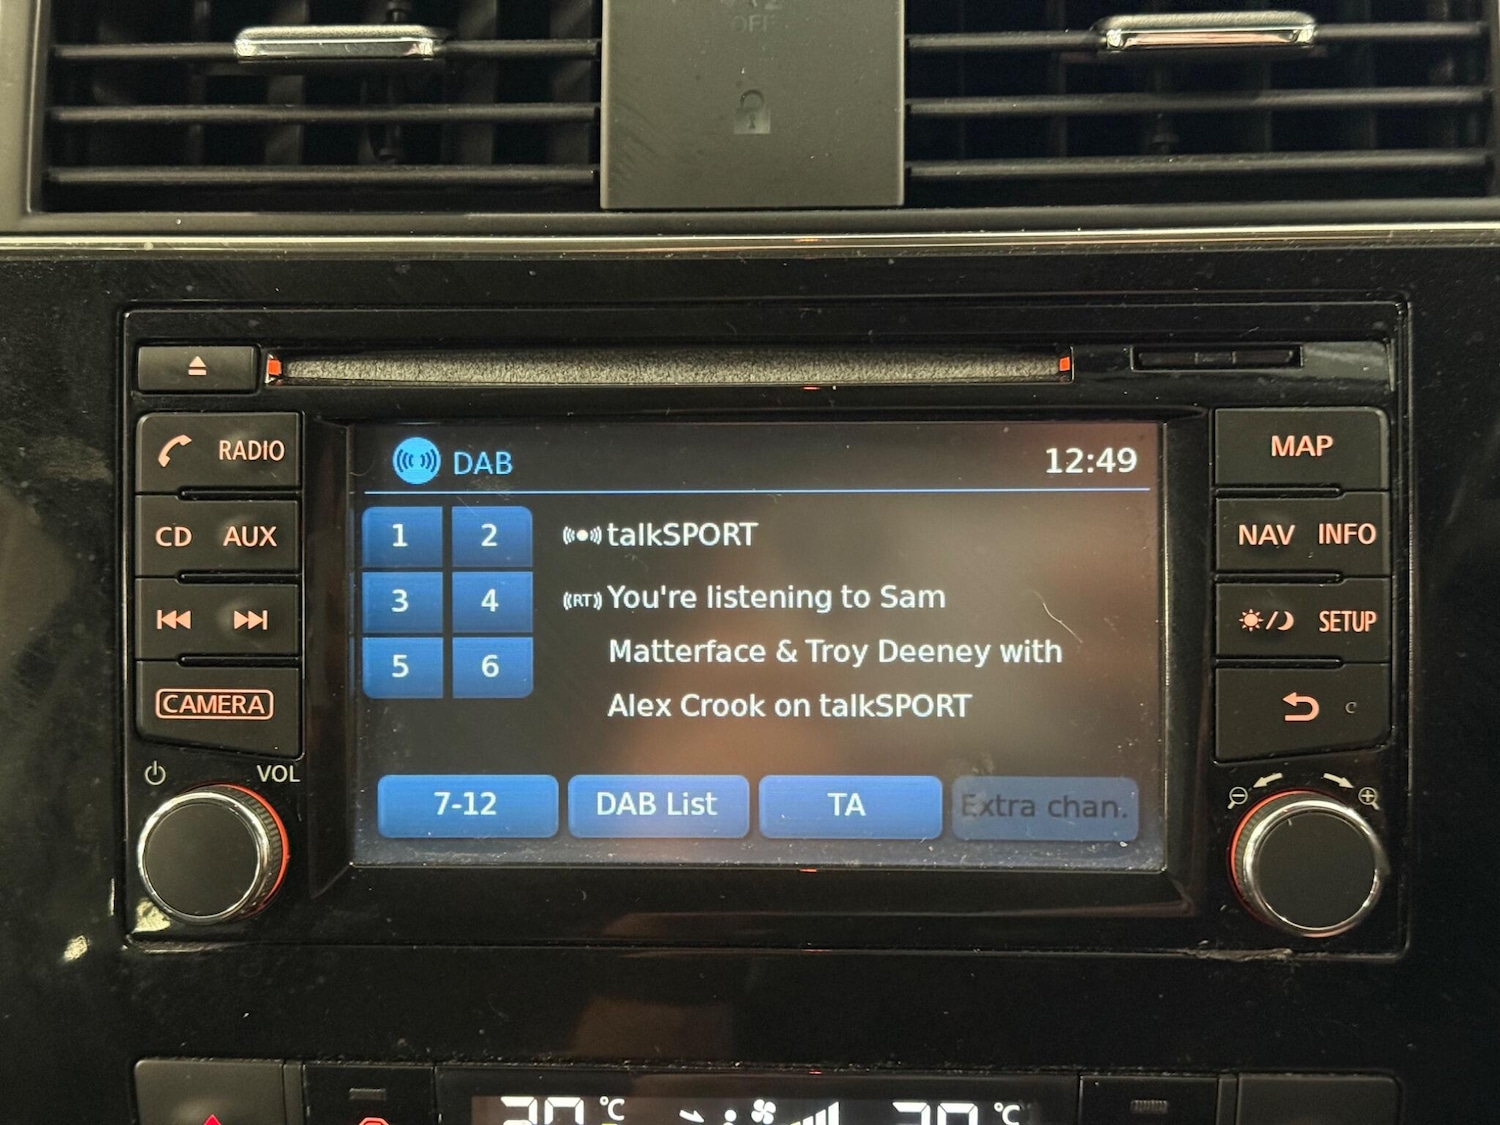 OFF
RADIO
CD AUX
CAMERA
VOL
DAB 12:49
1 2
3 4
5 6
talkSPORT
(RT) You're listening to Sam
Matterface & Troy Deeney with
Alex Crook on talkSPORT
7-12 DAB List TA Extra chan.
MAP
NAV INFO
SETUP
°C °C